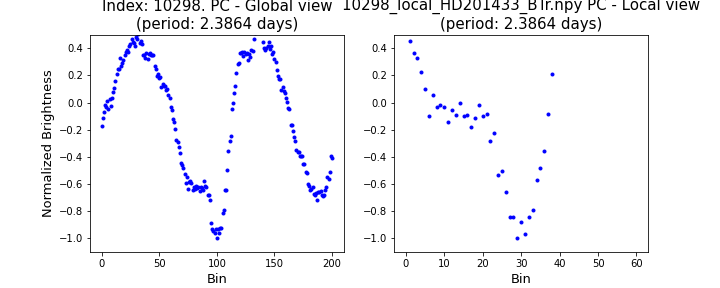 Index: 10298. PC - Global view
(period: 2.3864 days)
10298_local_HD201433_BTr.npy PC - Local view
(period: 2.3864 days)
Normalized Brightness
0.4
0.2
0.0
−0.2
−0.4
−0.6
−0.8
−1.0
0 50 100 150 200
Bin
0.4
0.2
0.0
−0.2
−0.4
−0.6
−0.8
−1.0
0 10 20 30 40 50 60
Bin